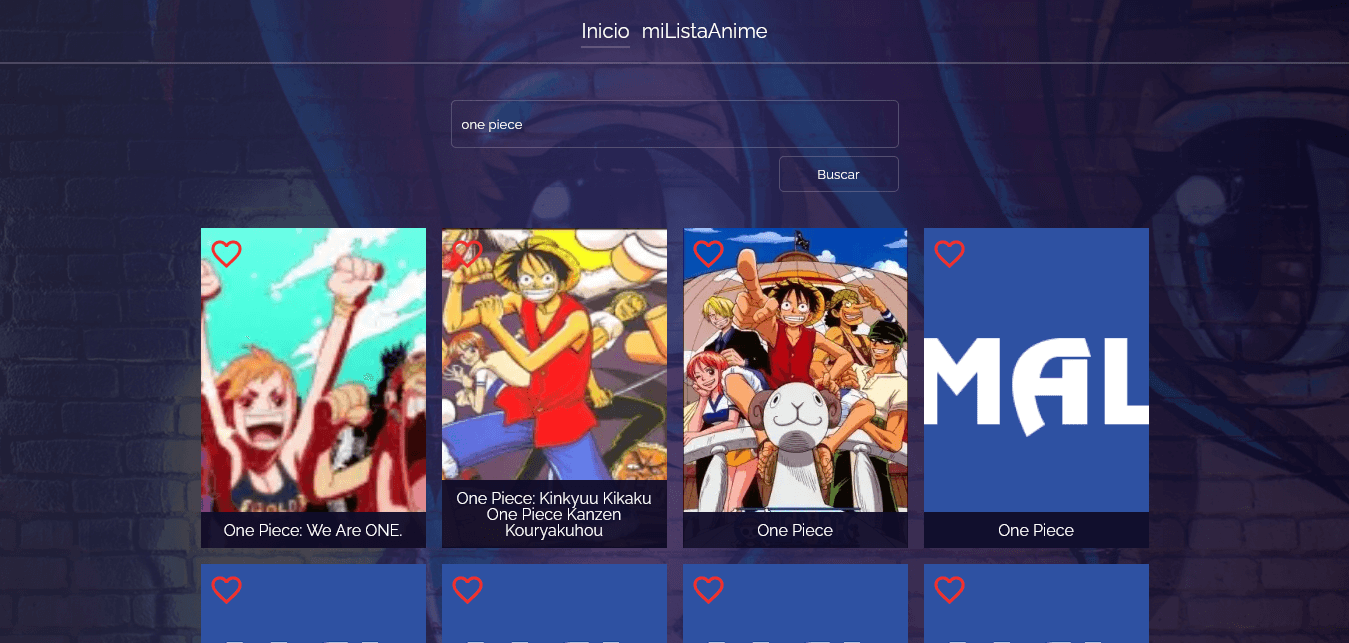 Inicio miListaAnime
one piece
Buscar
MAL
One Piece: We Are ONE.
One Piece: Kinkyuu Kikaku
One Piece Kanzen
Kouryakuhou
One Piece
One Piece